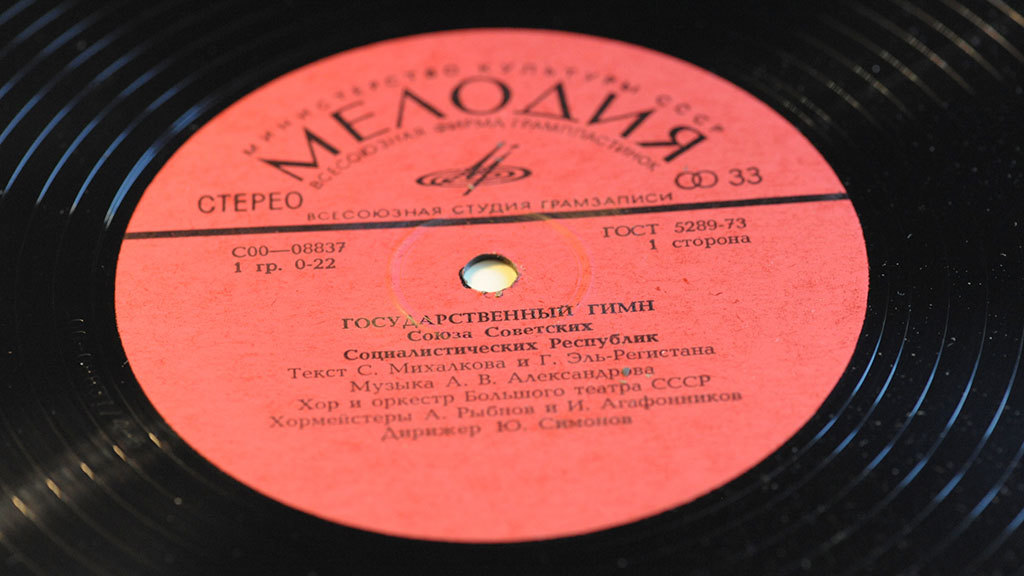 МИНИСТЕРСТВО КУЛЬТУРЫ СССР
МЕЛОДИЯ
ВСЕСОЮЗНАЯ ФИРМА ГРАМПЛАСТИНОК
СТЕРЕО
33
ВСЕСОЮЗНАЯ СТУДИЯ ГРАМЗАПИСИ
С00—08837
1 гр. 0-22
ГОСТ 5289-73
1 сторона
ГОСУДАРСТВЕННЫЙ ГИМН
Союза Советских
Социалистических Республик
Текст С. Михалкова и Г. Эль-Регистана
Музыка А. В. Александрова
Хор и оркестр Большого театра СССР
Хормейстеры А. Рыбнов и И. Агафонников
Дирижер Ю. Симонов